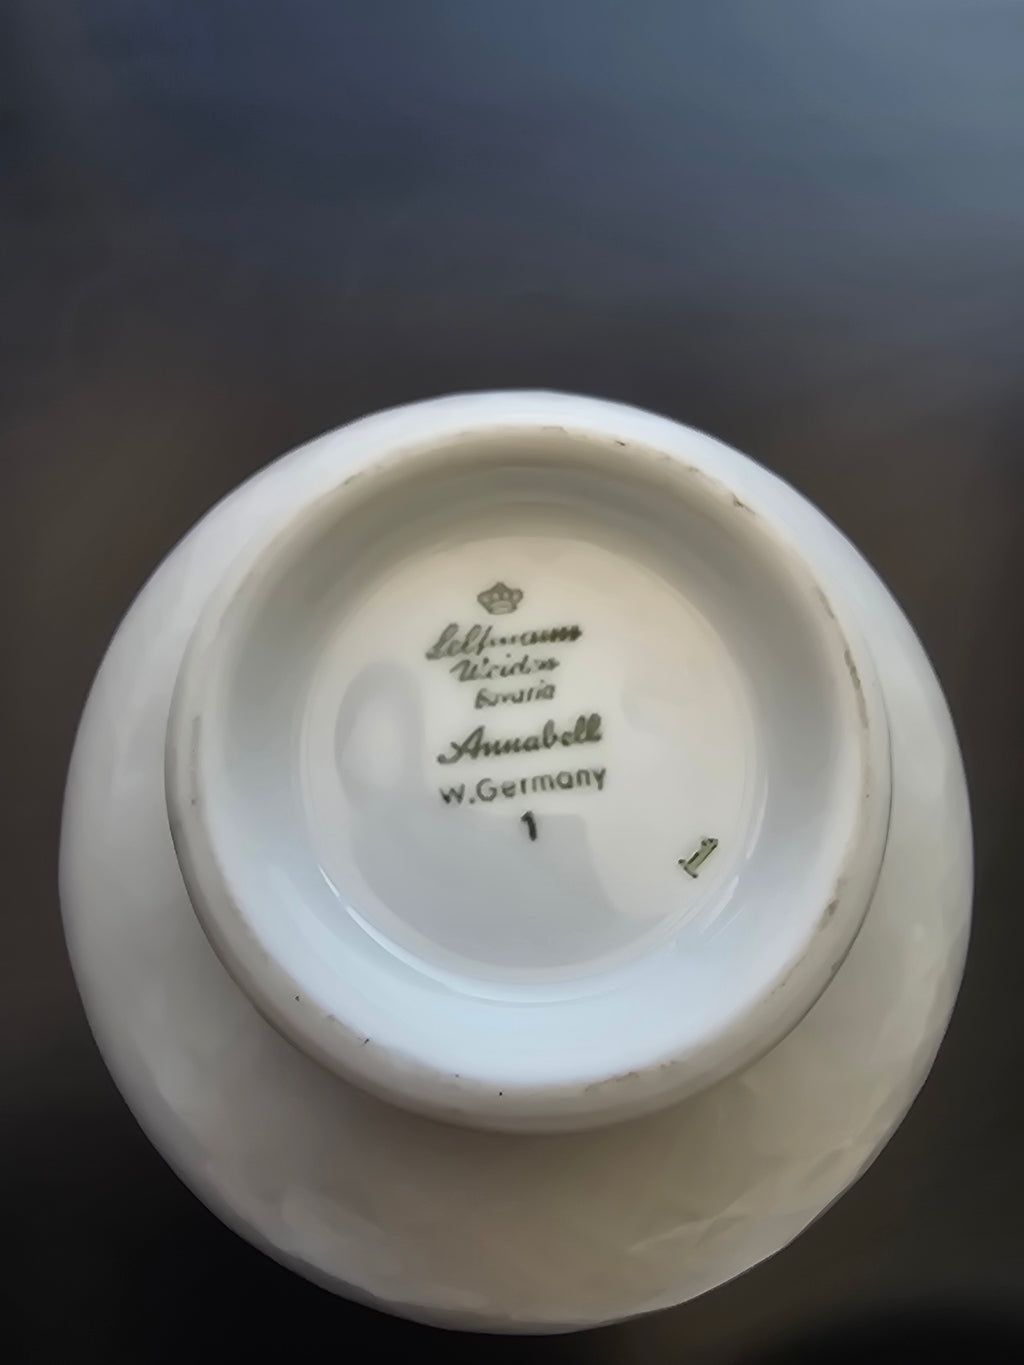 Seltmann
Weiden
Bavaria
Annabell
W.Germany
1
1